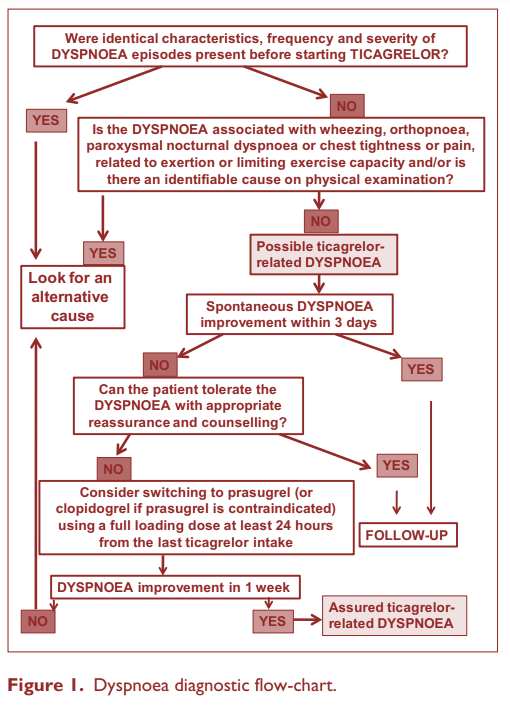 Were identical characteristics, frequency and severity of
DYSPNOEA episodes present before starting TICAGRELOR?
YES
NO
Is the DYSPNOEA associated with wheezing, orthopnoea,
paroxysmal nocturnal dyspnoea or chest tightness or pain,
related to exertion or limiting exercise capacity and/or is
there an identifiable cause on physical examination?
NO
YES
Possible ticagrelor-
related DYSPNOEA
Look for an
alternative
cause
Spontaneous DYSPNOEA
improvement within 3 days
NO
YES
Can the patient tolerate the
DYSPNOEA with appropriate
reassurance and counselling?
NO
YES
Consider switching to prasugrel (or
clopidogrel if prasugrel is contraindicated)
using a full loading dose at least 24 hours
from the last ticagrelor intake
FOLLOW-UP
DYSPNOEA improvement in 1 week
NO
YES
Assured ticagrelor-
related DYSPNOEA
Figure 1. Dyspnoea diagnostic flow-chart.